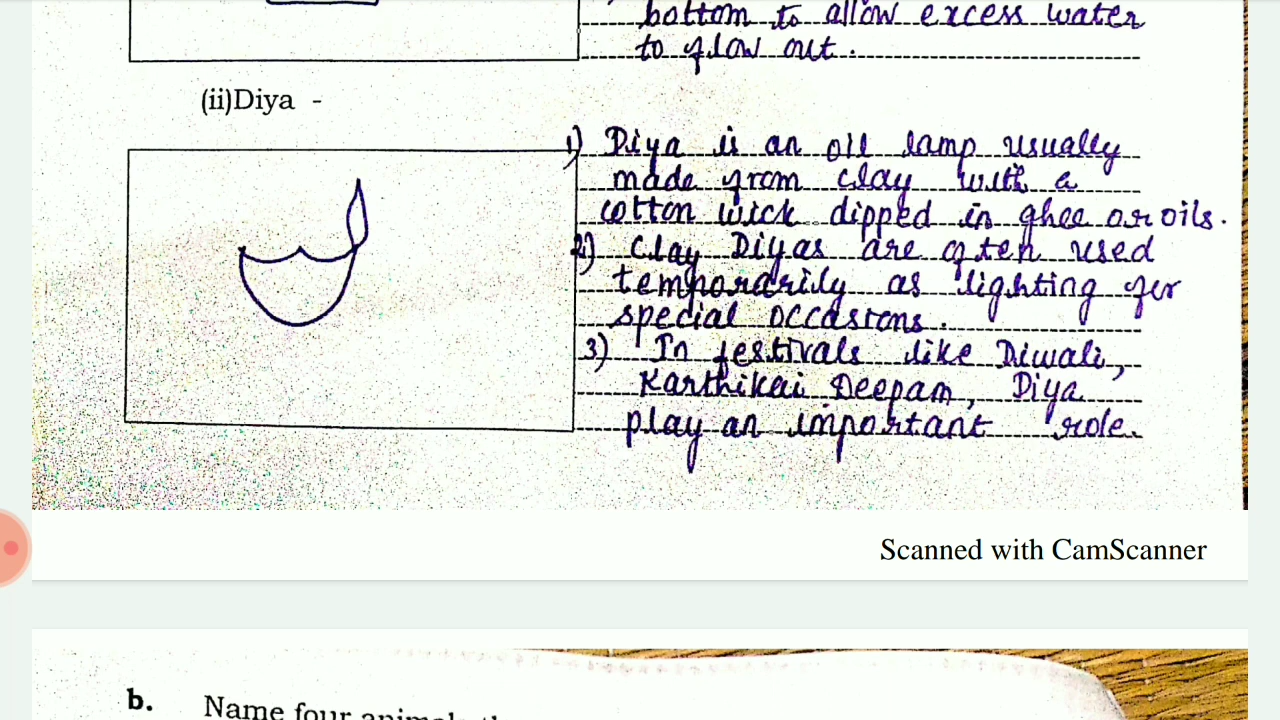 bottom to allow excess water
to flow out.
(ii)Diya -
1) Diya is an oil lamp usually
made from clay with a
cotton wick dipped in ghee or oils.
2) Clay Diyas are often used
temporarily as lighting for
special occasions.
3) In festivals like Diwali,
Karthikai Deepam, Diya
play an important role.
Scanned with CamScanner
b. Name four animals